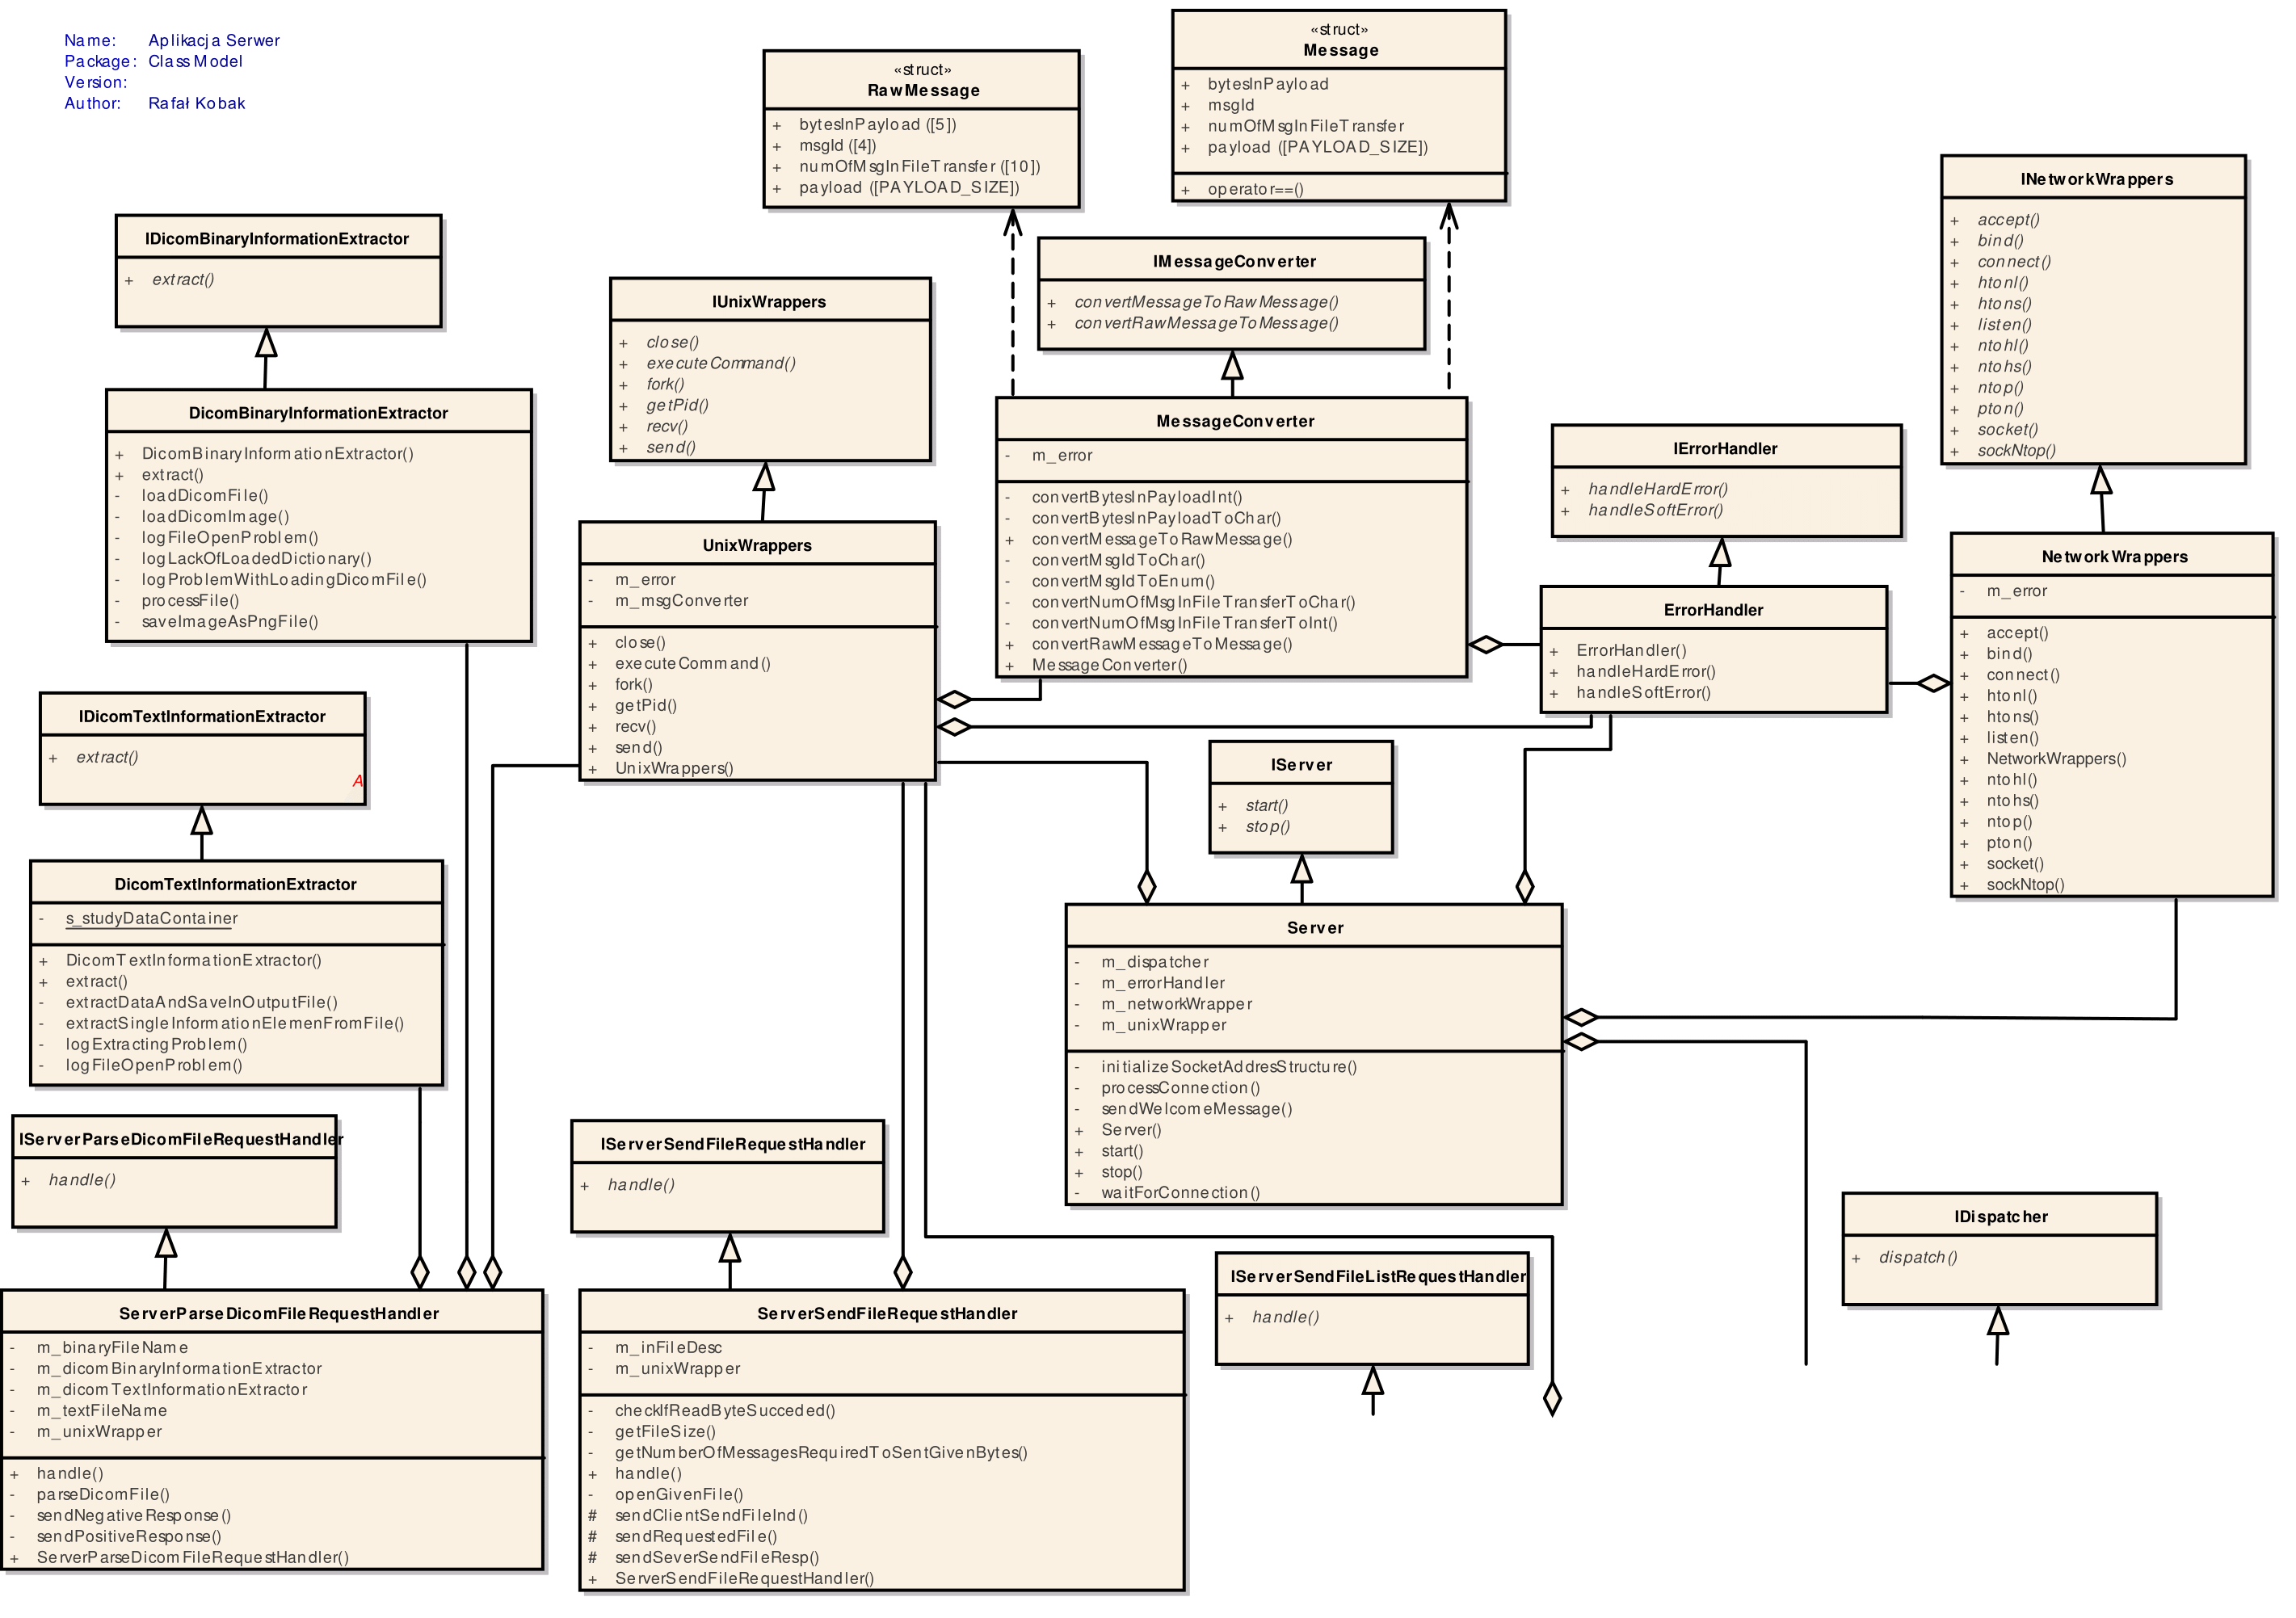 Name: Aplikacja Serwer
Package: Class Model
Version:
Author: Rafał Kobak
«struct»
RawMessage
+ bytesInPayload ([5])
+ msgId ([4])
+ numOfMsgInFileTransfer ([10])
+ payload ([PAYLOAD_SIZE])
«struct»
Message
+ bytesInPayload
+ msgId
+ numOfMsgInFileTransfer
+ payload ([PAYLOAD_SIZE])
+ operator==()
INetworkWrappers
+ accept()
+ bind()
+ connect()
+ htonl()
+ htons()
+ listen()
+ ntohl()
+ ntohs()
+ ntop()
+ pton()
+ socket()
+ sockNtop()
IDicomBinaryInformationExtractor
+ extract()
IUnixWrappers
+ close()
+ executeCommand()
+ fork()
+ getPid()
+ recv()
+ send()
IMessageConverter
+ convertMessageToRawMessage()
+ convertRawMessageToMessage()
DicomBinaryInformationExtractor
+ DicomBinaryInformationExtractor()
+ extract()
- loadDicomFile()
- loadDicomImage()
- logFileOpenProblem()
- logLackOfLoadedDictionary()
- logProblemWithLoadingDicomFile()
- processFile()
- saveImageAsPngFile()
MessageConverter
- m_error
- convertBytesInPayloadInt()
- convertBytesInPayloadToChar()
+ convertMessageToRawMessage()
- convertMsgIdToChar()
- convertMsgIdToEnum()
- convertNumOfMsgInFileTransferToChar()
- convertNumOfMsgInFileTransferToInt()
+ convertRawMessageToMessage()
+ MessageConverter()
IErrorHandler
+ handleHardError()
+ handleSoftError()
UnixWrappers
- m_error
- m_msgConverter
+ close()
+ executeCommand()
+ fork()
+ getPid()
+ recv()
+ send()
+ UnixWrappers()
ErrorHandler
+ ErrorHandler()
+ handleHardError()
+ handleSoftError()
NetworkWrappers
- m_error
+ accept()
+ bind()
+ connect()
+ htonl()
+ htons()
+ listen()
+ NetworkWrappers()
+ ntohl()
+ ntohs()
+ ntop()
+ pton()
+ socket()
+ sockNtop()
IDicomTextInformationExtractor
+ extract()
A
IServer
+ start()
+ stop()
DicomTextInformationExtractor
- s_studyDataContainer
+ DicomTextInformationExtractor()
+ extract()
- extractDataAndSaveInOutputFile()
- extractSingleInformationElemenFromFile()
- logExtractingProblem()
- logFileOpenProblem()
Server
- m_dispatcher
- m_errorHandler
- m_networkWrapper
- m_unixWrapper
- initializeSocketAddresStructure()
- processConnection()
- sendWelcomeMessage()
+ Server()
+ start()
+ stop()
- waitForConnection()
IServerParseDicomFileRequestHandler
+ handle()
IServerSendFileRequestHandler
+ handle()
IDispatcher
+ dispatch()
IServerSendFileListRequestHandler
+ handle()
ServerParseDicomFileRequestHandler
- m_binaryFileName
- m_dicomBinaryInformationExtractor
- m_dicomTextInformationExtractor
- m_textFileName
- m_unixWrapper
+ handle()
- parseDicomFile()
- sendNegativeResponse()
- sendPositiveResponse()
+ ServerParseDicomFileRequestHandler()
ServerSendFileRequestHandler
- m_inFileDesc
- m_unixWrapper
- checkIfReadByteSucceded()
- getFileSize()
- getNumberOfMessagesRequiredToSentGivenBytes()
+ handle()
- openGivenFile()
# sendClientSendFileInd()
# sendRequestedFile()
# sendSeverSendFileResp()
+ ServerSendFileRequestHandler()